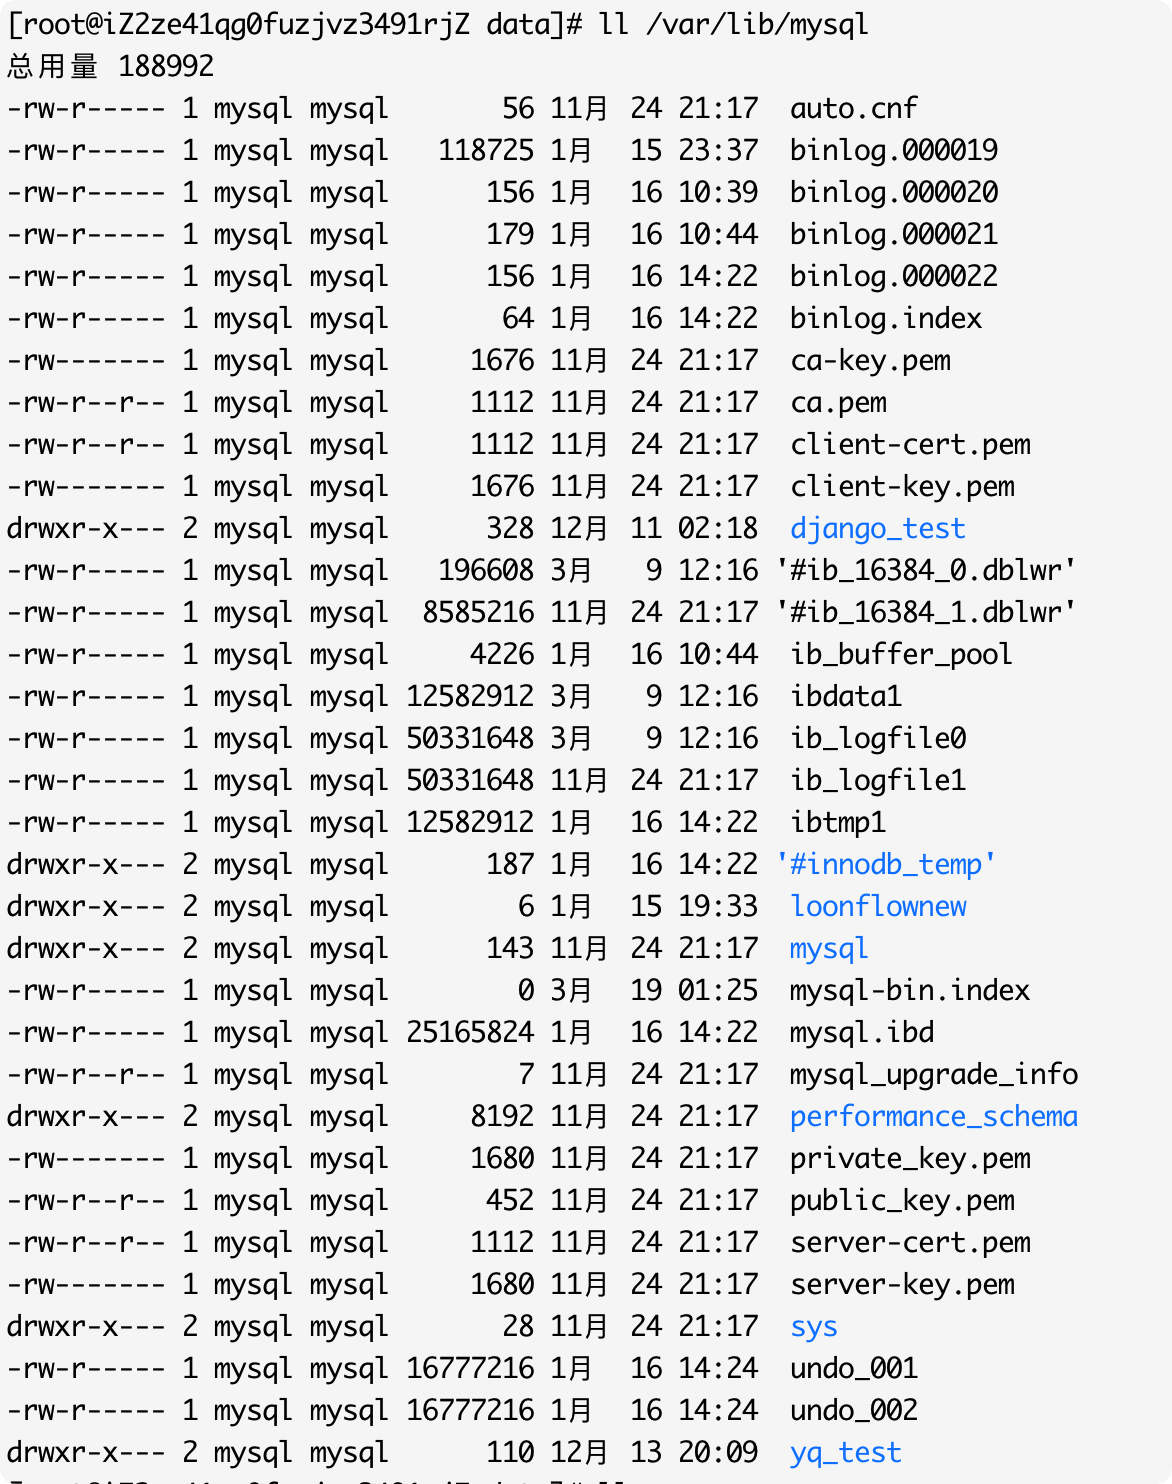 [root@iZ2ze41qg0fuzjvz3491rjZ data]# ll /var/lib/mysql
总用量 188992
-rw-r----- 1 mysql mysql       56 11月  24 21:17  auto.cnf
-rw-r----- 1 mysql mysql   118725 1月   15 23:37  binlog.000019
-rw-r----- 1 mysql mysql      156 1月   16 10:39  binlog.000020
-rw-r----- 1 mysql mysql      179 1月   16 10:44  binlog.000021
-rw-r----- 1 mysql mysql      156 1月   16 14:22  binlog.000022
-rw-r----- 1 mysql mysql       64 1月   16 14:22  binlog.index
-rw------- 1 mysql mysql     1676 11月  24 21:17  ca-key.pem
-rw-r--r-- 1 mysql mysql     1112 11月  24 21:17  ca.pem
-rw-r--r-- 1 mysql mysql     1112 11月  24 21:17  client-cert.pem
-rw------- 1 mysql mysql     1676 11月  24 21:17  client-key.pem
drwxr-x--- 2 mysql mysql      328 12月  11 02:18  django_test
-rw-r----- 1 mysql mysql   196608 3月    9 12:16 '#ib_16384_0.dblwr'
-rw-r----- 1 mysql mysql  8585216 11月  24 21:17 '#ib_16384_1.dblwr'
-rw-r----- 1 mysql mysql     4226 1月   16 10:44  ib_buffer_pool
-rw-r----- 1 mysql mysql 12582912 3月    9 12:16  ibdata1
-rw-r----- 1 mysql mysql 50331648 3月    9 12:16  ib_logfile0
-rw-r----- 1 mysql mysql 50331648 11月  24 21:17  ib_logfile1
-rw-r----- 1 mysql mysql 12582912 1月   16 14:22  ibtmp1
drwxr-x--- 2 mysql mysql      187 1月   16 14:22 '#innodb_temp'
drwxr-x--- 2 mysql mysql        6 1月   15 19:33  loonflownew
drwxr-x--- 2 mysql mysql      143 11月  24 21:17  mysql
-rw-r----- 1 mysql mysql        0 3月   19 01:25  mysql-bin.index
-rw-r----- 1 mysql mysql 25165824 1月   16 14:22  mysql.ibd
-rw-r--r-- 1 mysql mysql        7 11月  24 21:17  mysql_upgrade_info
drwxr-x--- 2 mysql mysql     8192 11月  24 21:17  performance_schema
-rw------- 1 mysql mysql     1680 11月  24 21:17  private_key.pem
-rw-r--r-- 1 mysql mysql      452 11月  24 21:17  public_key.pem
-rw-r--r-- 1 mysql mysql     1112 11月  24 21:17  server-cert.pem
-rw------- 1 mysql mysql     1680 11月  24 21:17  server-key.pem
drwxr-x--- 2 mysql mysql       28 11月  24 21:17  sys
-rw-r----- 1 mysql mysql 16777216 1月   16 14:24  undo_001
-rw-r----- 1 mysql mysql 16777216 1月   16 14:24  undo_002
drwxr-x--- 2 mysql mysql      110 12月  13 20:09  yq_test